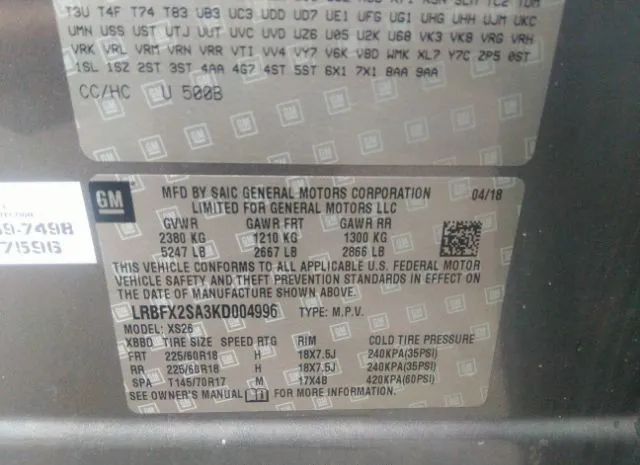 T3U T4F T74 T83 UB3 UC3 UDD UD7 UE1 UFG UG1 UHG UHH UJM UKC
UMN USS UST UTJ UUT UVC UVD UZ6 U05 U2K U68 VK3 VK8 VRG VRH
VRK VRL VRM VRN VRR VTI VV4 VY7 V6K V8D WMK XL7 Y7C 2P5 0ST
1SL 1SZ 2ST 3ST 4AA 4G7 4ST 5ST 6X1 7X1 8AA 9AA
CC/HC U 500B
GM
MFD BY SAIC GENERAL MOTORS CORPORATION 04/18
LIMITED FOR GENERAL MOTORS LLC
GVWR GAWR FRT GAWR RR
2380 KG 1210 KG 1300 KG
5247 LB 2667 LB 2866 LB
THIS VEHICLE CONFORMS TO ALL APPLICABLE U.S. FEDERAL MOTOR
VEHICLE SAFETY AND THEFT PREVENTION STANDARDS IN EFFECT ON
THE DATE OF MANUFACTURE SHOWN ABOVE.
LRBFX2SA3KD004996 TYPE: M.P.V.
MODEL: XS26
XBBO TIRE SIZE SPEED RTG RIM COLD TIRE PRESSURE
FRT 225/60R18 H 18X7.5J 240KPA(35PSI)
RR 225/60R18 H 18X7.5J 240KPA(35PSI)
SPA T145/70R17 M 17X4B 420KPA(60PSI)
SEE OWNER'S MANUAL FOR MORE INFORMATION.
9-7498
7596